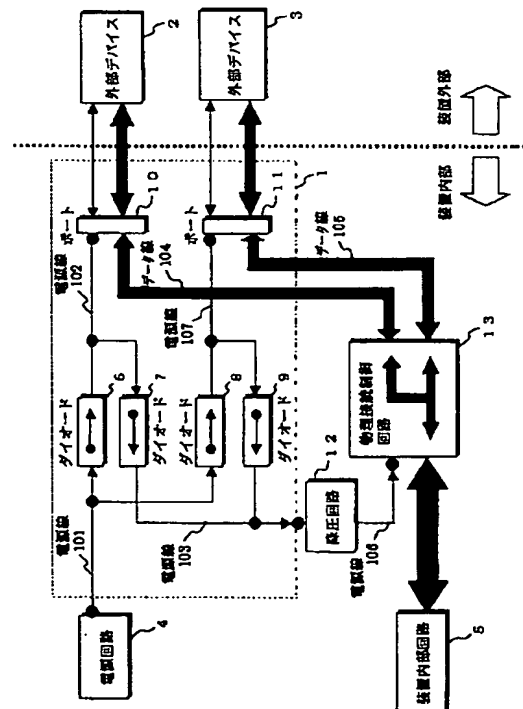 外部デバイス
2
外部デバイス
3
装置外部
装置内部
1
ポート
10
ポート
11
電源線
102
データ線
104
データ線
105
電源線
107
ダイオード
6
ダイオード
7
ダイオード
8
ダイオード
9
電源線
101
電源線
103
降圧回路
12
電源線
106
物理接続制御
回路
13
電源回路
4
装置内部回路
5